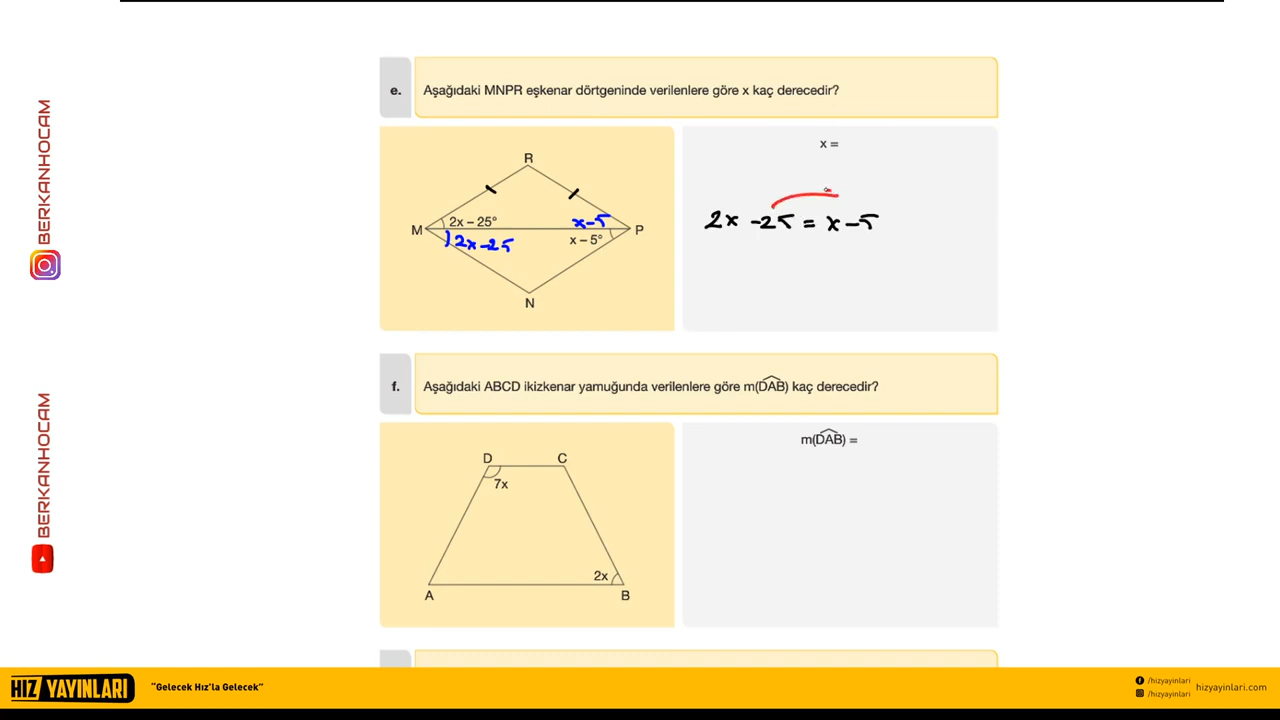 e.
Aşağıdaki MNPR eşkenar dörtgeninde verilenlere göre x kaç derecedir?
R
M
2x – 25°
x-5
P
2x-25
x – 5°
N
x =
2x -25 = x -5
f.
Aşağıdaki ABCD ikizkenar yamuğunda verilenlere göre m(DAB) kaç derecedir?
D
C
7x
2x
A
B
m(DAB) =
BERKANHOCAM
BERKANHOCAM
HIZ YAYINLARI
"Gelecek Hız'la Gelecek"
/hizyayinlari
/hizyayinlari
hizyayinlari.com